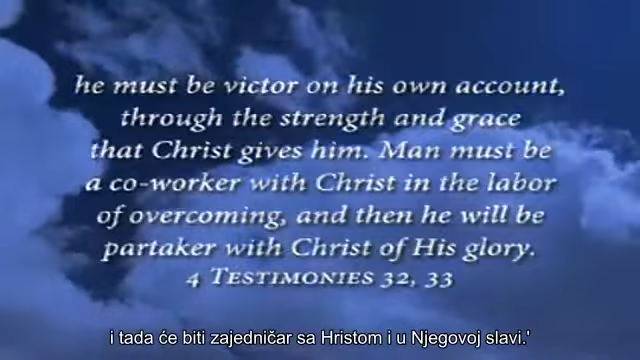 he must be victor on his own account,
through the strength and grace
that Christ gives him. Man must be
a co-worker with Christ in the labor
of overcoming, and then he will be
partaker with Christ of His glory.
4 TESTIMONIES 32, 33
i tada će biti zajedničar sa Hristom i u Njegovoj slavi.'